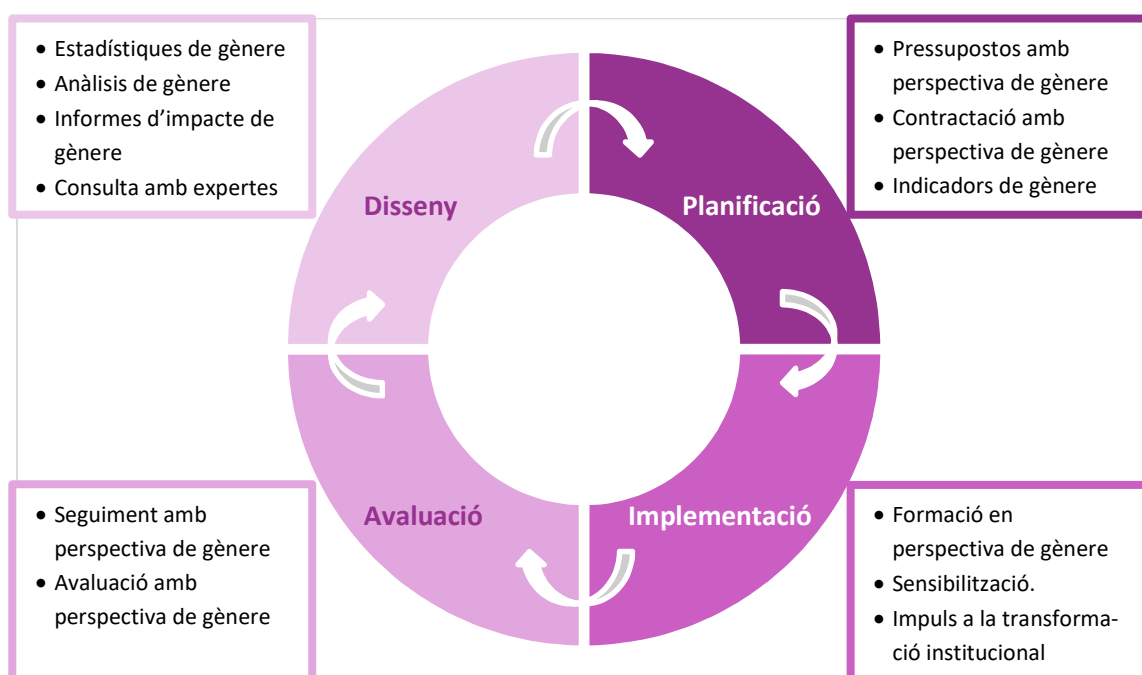 • Estadístiques de gènere
• Anàlisis de gènere
• Informes d’impacte de
gènere
• Consulta amb expertes
• Pressupostos amb
perspectiva de gènere
• Contractació amb
perspectiva de gènere
• Indicadors de gènere
Disseny
Planificació
Avaluació
Implementació
• Seguiment amb
perspectiva de gènere
• Avaluació amb
perspectiva de gènere
• Formació en
perspectiva de gènere
• Sensibilització.
• Impuls a la transforma-
ció institucional